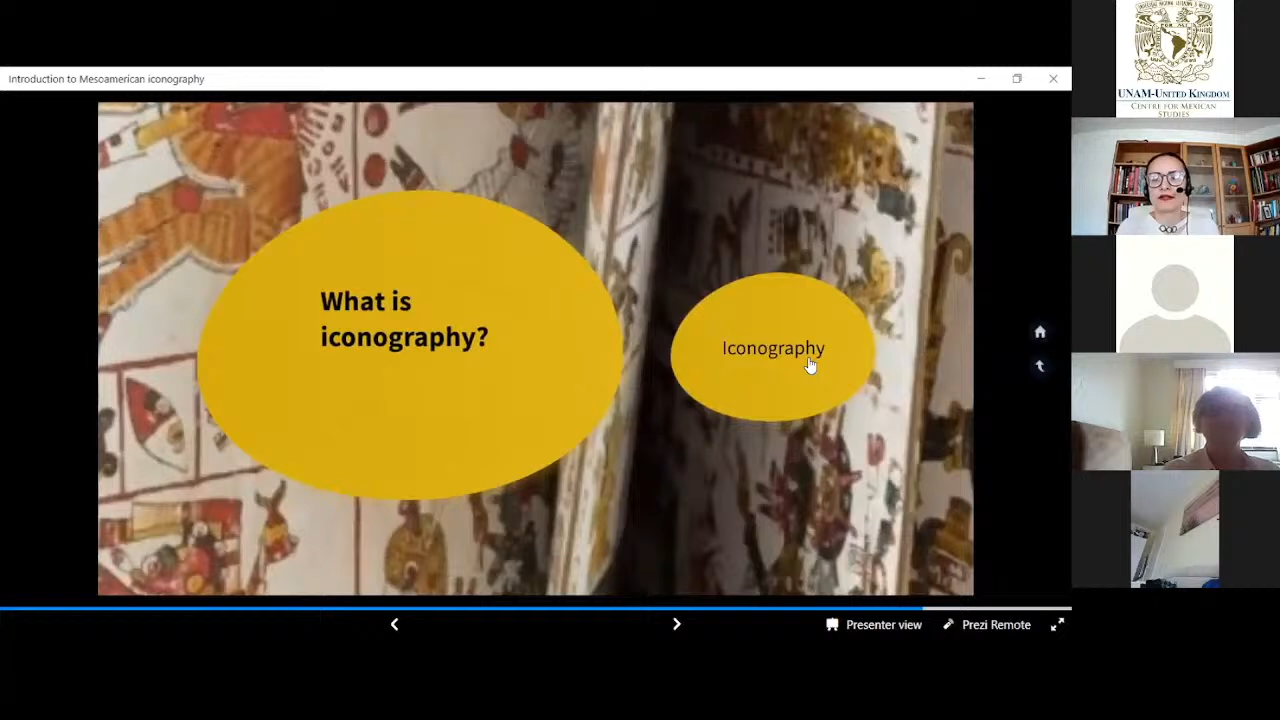 Introduction to Mesoamerican iconography
What is
iconography?
Iconography
Presenter view
Prezi Remote
UNAM-UNITED KINGDOM
CENTRE FOR MEXICAN
STUDIES